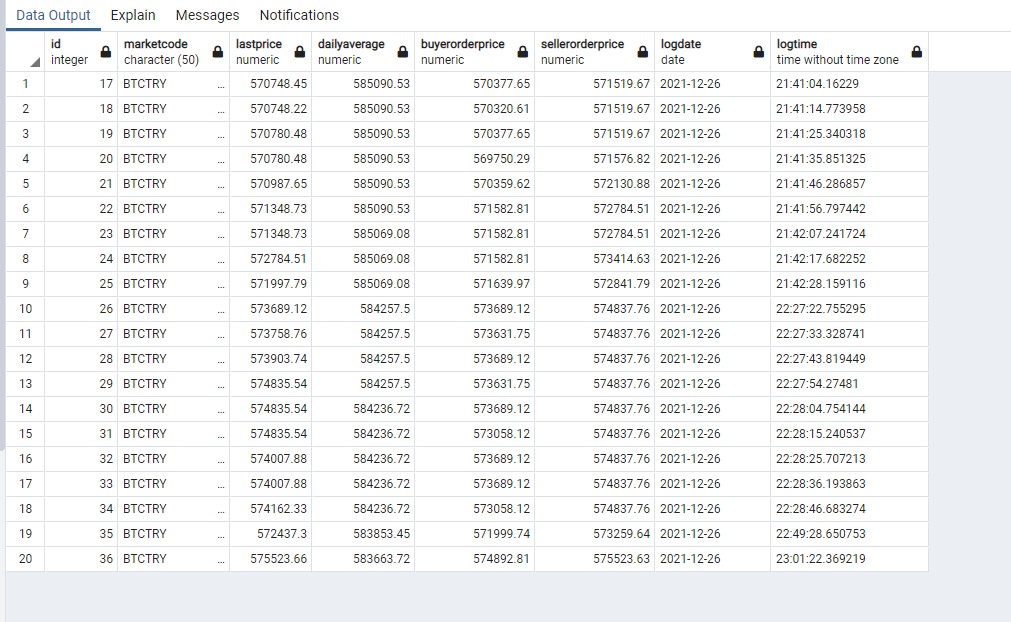 Data Output Explain Messages Notifications
id marketcode lastprice dailyaverage buyerorderprice sellerorderprice logdate logtime
integer character (50) numeric numeric numeric numeric date time without time zone
1 17 BTCTRY ... 570748.45 585090.53 570377.65 571519.67 2021-12-26 21:41:04.16229
2 18 BTCTRY ... 570748.22 585090.53 570320.61 571519.67 2021-12-26 21:41:14.773958
3 19 BTCTRY ... 570780.48 585090.53 570377.65 571519.67 2021-12-26 21:41:25.340318
4 20 BTCTRY ... 570780.48 585090.53 569750.29 571576.82 2021-12-26 21:41:35.851325
5 21 BTCTRY ... 570987.65 585090.53 570359.62 572130.88 2021-12-26 21:41:46.286857
6 22 BTCTRY ... 571348.73 585090.53 571582.81 572784.51 2021-12-26 21:41:56.797442
7 23 BTCTRY ... 571348.73 585069.08 571582.81 572784.51 2021-12-26 21:42:07.241724
8 24 BTCTRY ... 572784.51 585069.08 571582.81 573414.63 2021-12-26 21:42:17.682252
9 25 BTCTRY ... 571997.79 585069.08 571639.97 572841.79 2021-12-26 21:42:28.159116
10 26 BTCTRY ... 573689.12 584257.5 573689.12 574837.76 2021-12-26 22:27:22.755295
11 27 BTCTRY ... 573758.76 584257.5 573631.75 574837.76 2021-12-26 22:27:33.328741
12 28 BTCTRY ... 573903.74 584257.5 573689.12 574837.76 2021-12-26 22:27:43.819449
13 29 BTCTRY ... 574835.54 584257.5 573631.75 574837.76 2021-12-26 22:27:54.27481
14 30 BTCTRY ... 574835.54 584236.72 573689.12 574837.76 2021-12-26 22:28:04.754144
15 31 BTCTRY ... 574835.54 584236.72 573058.12 574837.76 2021-12-26 22:28:15.240537
16 32 BTCTRY ... 574007.88 584236.72 573689.12 574837.76 2021-12-26 22:28:25.707213
17 33 BTCTRY ... 574007.88 584236.72 573689.12 574837.76 2021-12-26 22:28:36.193863
18 34 BTCTRY ... 574162.33 584236.72 573058.12 574837.76 2021-12-26 22:28:46.683274
19 35 BTCTRY ... 572437.3 583853.45 571999.74 573259.64 2021-12-26 22:49:28.650753
20 36 BTCTRY ... 575523.66 583663.72 574892.81 575523.63 2021-12-26 23:01:22.369219